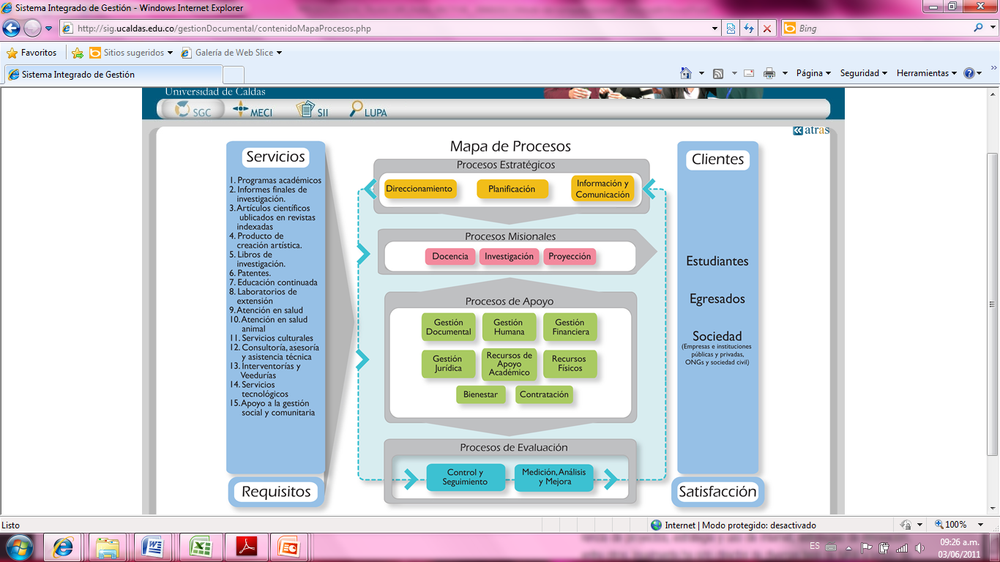 Sistema Integrado de Gestión - Windows Internet Explorer
http://sig.ucaldas.edu.co/gestionDocumental/contenidoMapaProcesos.php
Bing
Favoritos
Sitios sugeridos
Galería de Web Slice
Sistema Integrado de Gestión
Página
Seguridad
Herramientas
Universidad de Caldas
SGC
MECI
SII
LUPA
atras
Servicios
1. Programas académicos
2. Informes finales de
investigación.
3. Artículos científicos
ublicados en revistas
indexadas
4. Producto de
creación artística.
5. Libros de
investigación.
6. Patentes.
7. Educación continuada
8. Laboratorios de
extensión
9. Atención en salud
10. Atención en salud
animal
11. Servicios culturales
12. Consultoría, asesoría
y asistencia técnica
13. Interventorías y
Veedurías
14. Servicios
tecnológicos
15. Apoyo a la gestión
social y comunitaria
Requisitos
Mapa de Procesos
Procesos Estratégicos
Direccionamiento
Planificación
Información y
Comunicación
Procesos Misionales
Docencia
Investigación
Proyección
Procesos de Apoyo
Gestión
Documental
Gestión
Humana
Gestión
Financiera
Gestión
Jurídica
Recursos de
Apoyo
Académico
Recursos
Físicos
Bienestar
Contratación
Procesos de Evaluación
Control y
Seguimiento
Medición, Análisis
y Mejora
Clientes
Estudiantes
Egresados
Sociedad
(Empresas e instituciones
públicas y privadas,
ONGs y sociedad civil)
Satisfacción
Listo
Internet | Modo protegido: desactivado
100%
ES
09:26 a.m.
03/06/2011